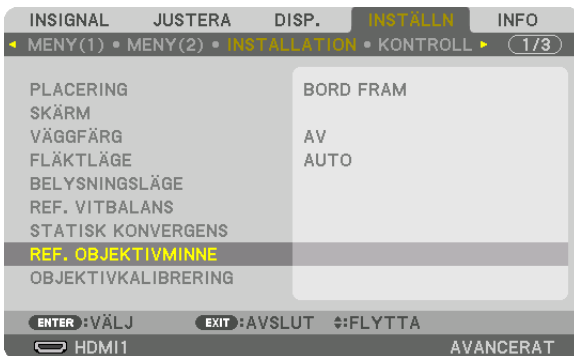 INSIGNAL JUSTERA DISP. INSTÄLLN INFO
MENY(1) • MENY(2) • INSTALLATION • KONTROLL 1/3
PLACERING BORD FRAM
SKÄRM
VÄGGFÄRG AV
FLÄKTLÄGE AUTO
BELYSNINGSLÄGE
REF. VITBALANS
STATISK KONVERGENS
REF. OBJEKTIVMINNE
OBJEKTIVKALIBRERING
ENTER :VÄLJ EXIT :AVSLUT :FLYTTA
HDMI1 AVANCERAT